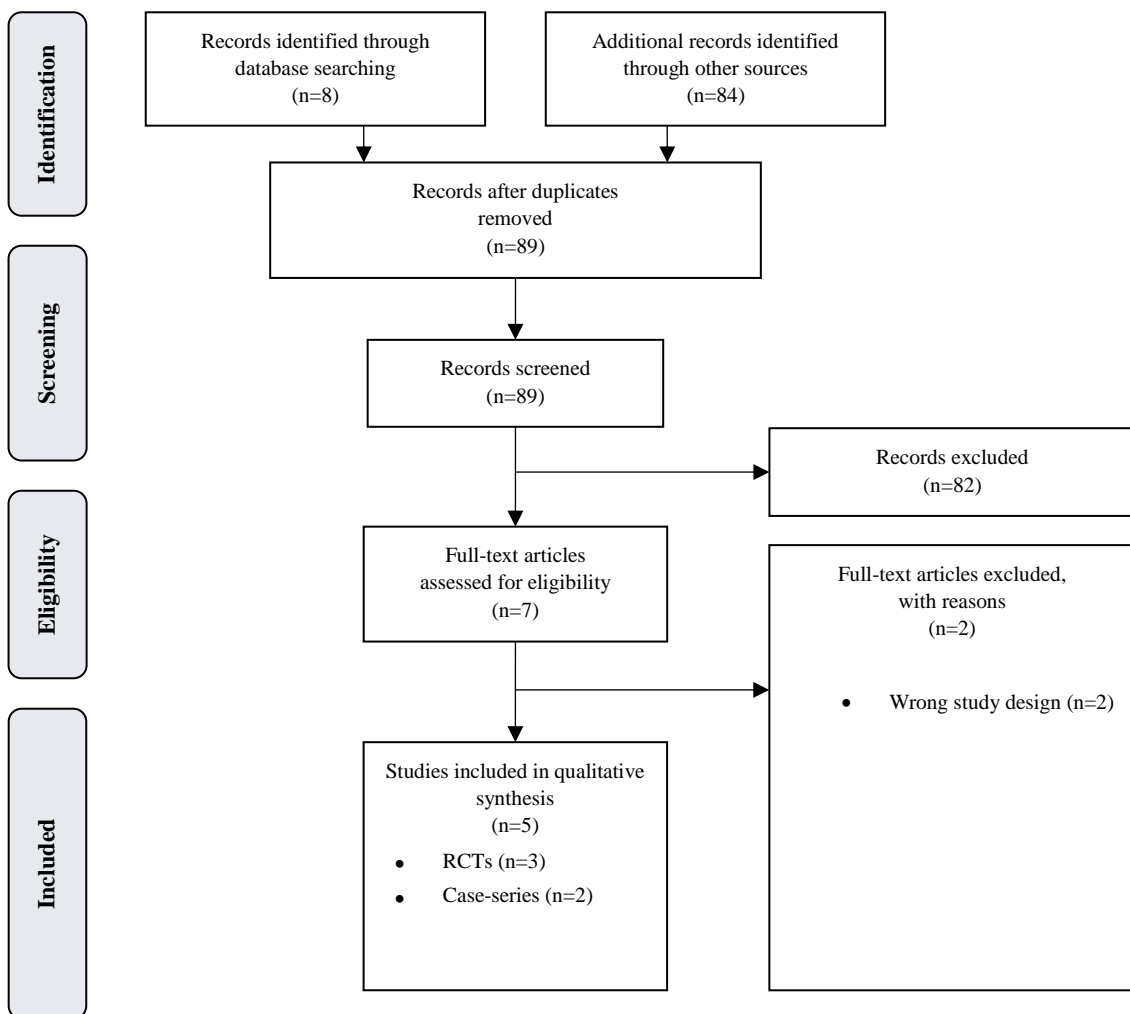 Identification
Records identified through
database searching
(n=8)
Additional records identified
through other sources
(n=84)
Records after duplicates
removed
(n=89)
Screening
Records screened
(n=89)
Records excluded
(n=82)
Eligibility
Full-text articles
assessed for eligibility
(n=7)
Full-text articles excluded,
with reasons
(n=2)
• Wrong study design (n=2)
Included
Studies included in qualitative
synthesis
(n=5)
• RCTs (n=3)
• Case-series (n=2)